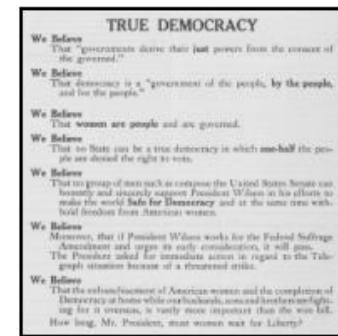 TRUE DEMOCRACY
We Believe
That "governments derive their just powers from the consent of
the governed."
We Believe
That democracy is a "government of the people, by the people,
and for the people."
We Believe
That women are people and are governed.
We Believe
That no State can be a true democracy in which one-half the peo-
ple are denied the right to vote.
We Believe
That no group of men such as compose the United States Senate can
honestly and sincerely support President Wilson in his efforts to
make the world Safe for Democracy and at the same time with-
hold freedom from American women.
We Believe
Moreover, that if President Wilson works for the Federal Suffrage
Amendment and urges its early consideration, it will pass.
The President asked for immediate action in regard to the Tele-
graph situation because of a threatened strike.
We Believe
That the enfranchisement of American women and the completion of
Democracy at home while our husbands, sons and brothers are fight-
ing for it overseas, is vastly more important than the
How long, Mr. President, must women wait for Liberty?